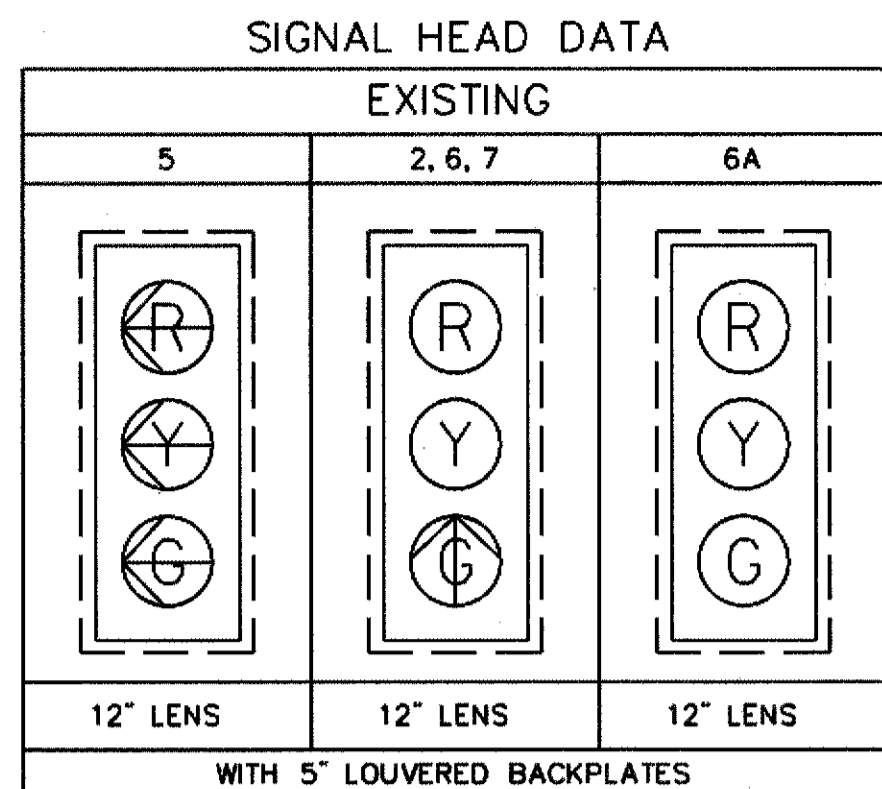 SIGNAL HEAD DATA
EXISTING
5 2, 6, 7 6A
R R R
Y Y Y
G G G
12" LENS 12" LENS 12" LENS
WITH 5" LOUVERED BACKPLATES